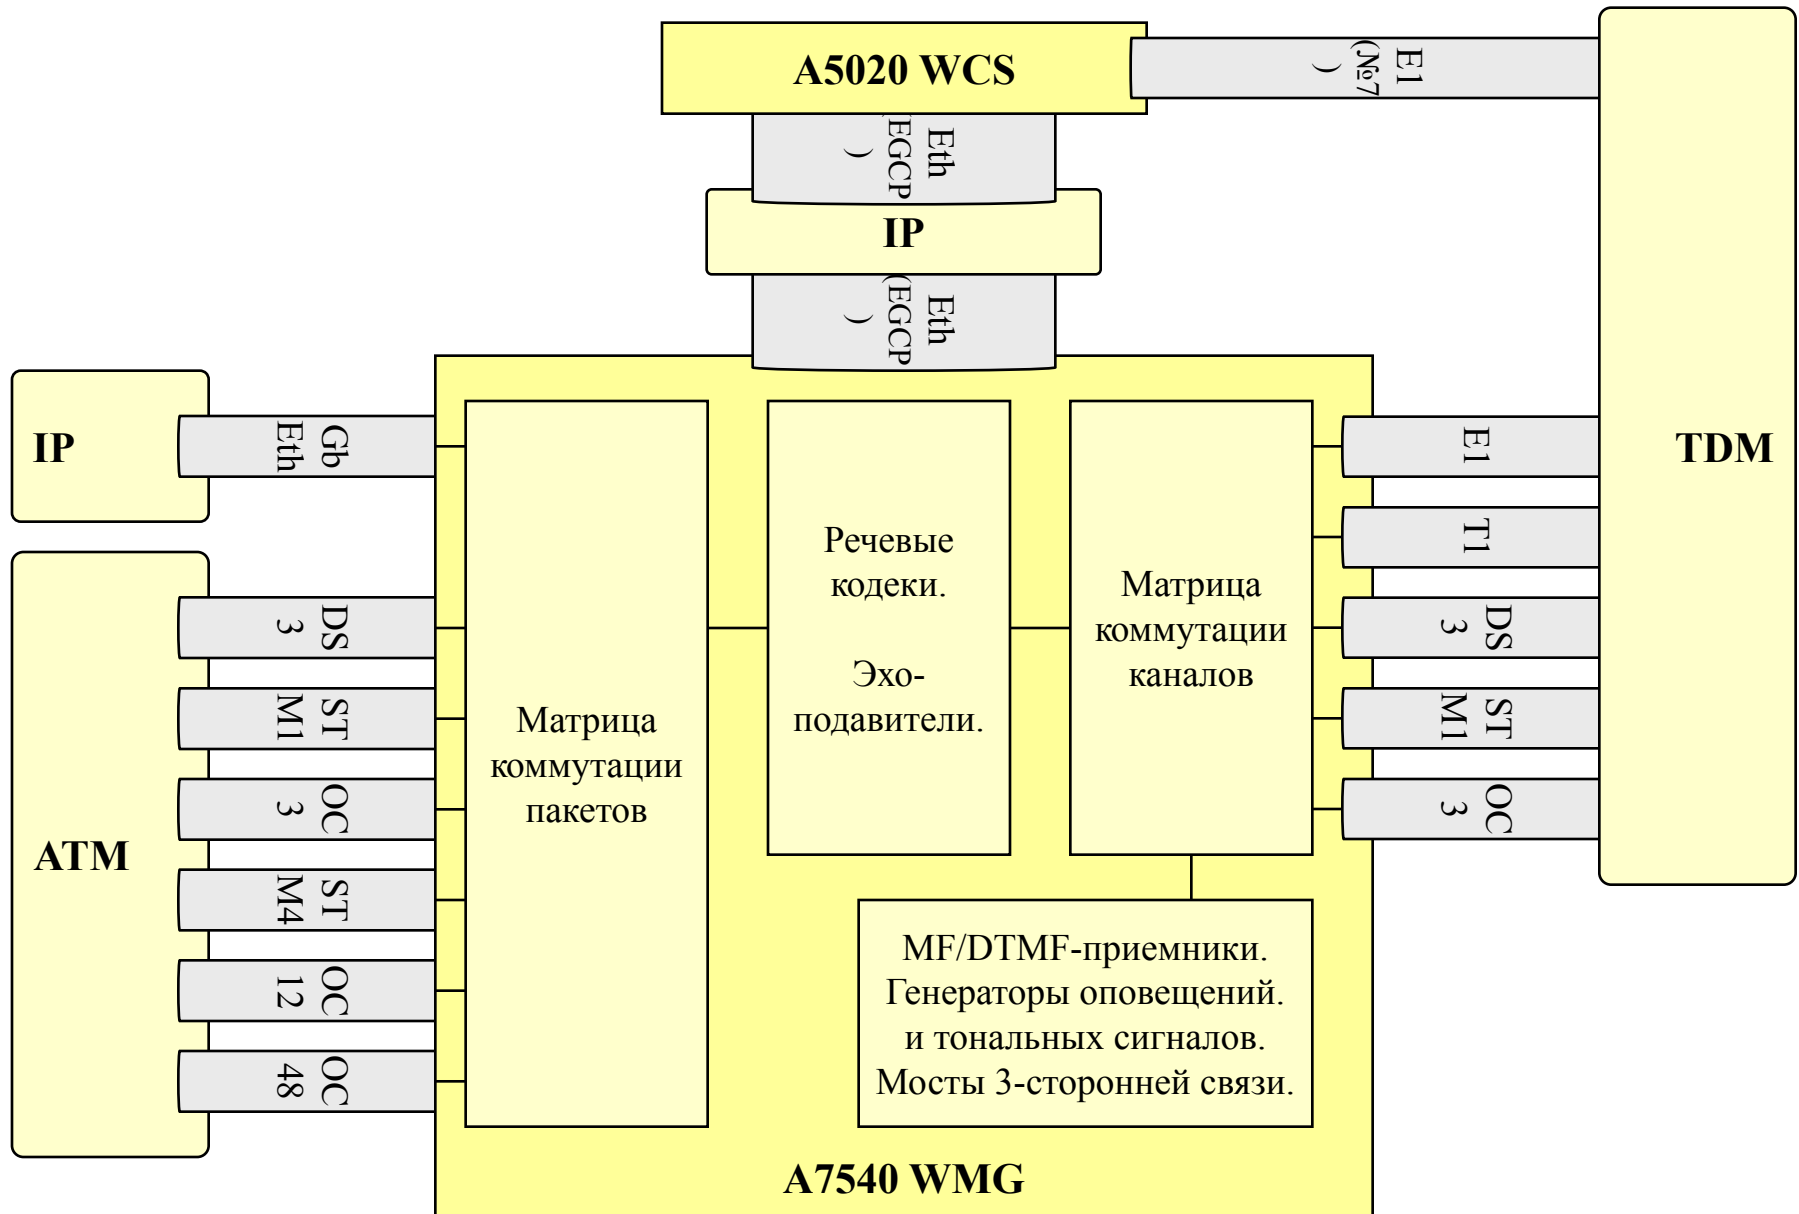 A5020 WCS
E1
(№7
)
Eth
(EGCP
)
IP
Eth
(EGCP
)
IP
Gb
Eth
ATM
DS
3
ST
M1
OC
3
ST
M4
OC
12
OC
48
Матрица
коммутации
пакетов
Речевые
кодеки.
Эхо-
подавители.
Матрица
коммутации
каналов
MF/DTMF-приемники.
Генераторы оповещений.
и тональных сигналов.
Мосты 3-сторонней связи.
A7540 WMG
E1
T1
DS
3
ST
M1
OC
3
TDM